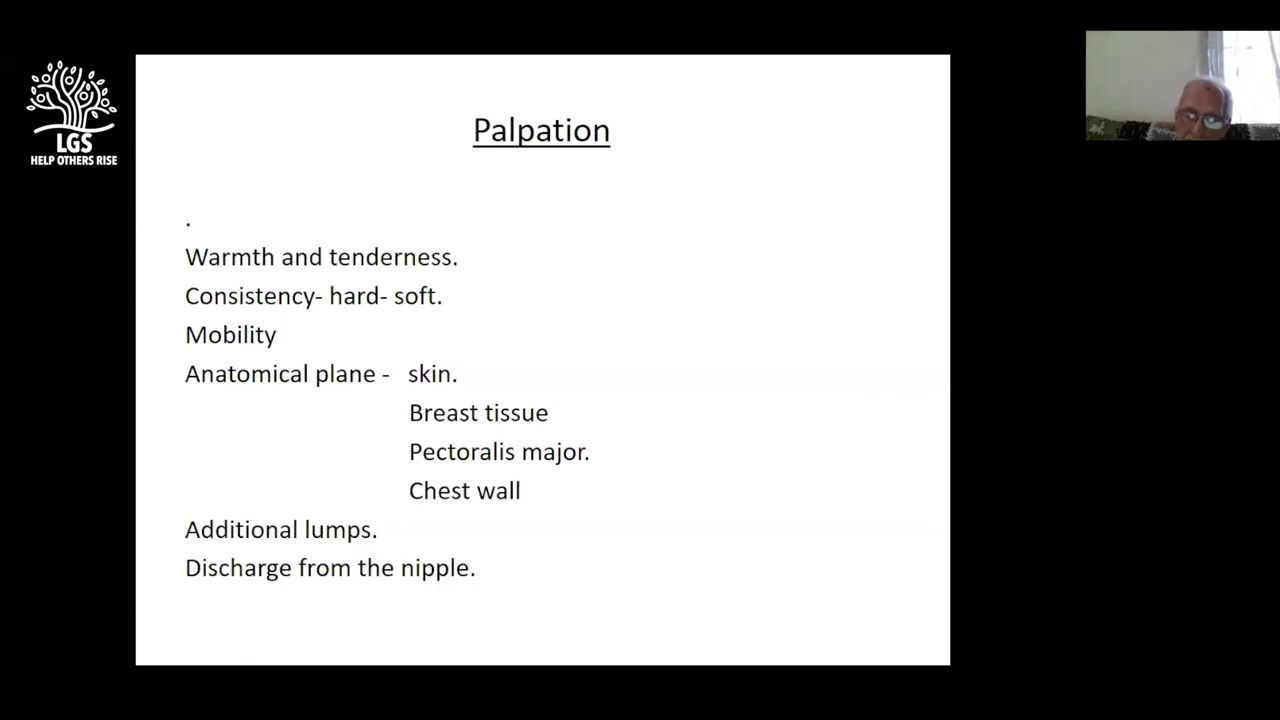 LGS
HELP OTHERS RISE
Palpation
.
Warmth and tenderness.
Consistency- hard- soft.
Mobility
Anatomical plane - skin.
Breast tissue
Pectoralis major.
Chest wall
Additional lumps.
Discharge from the nipple.